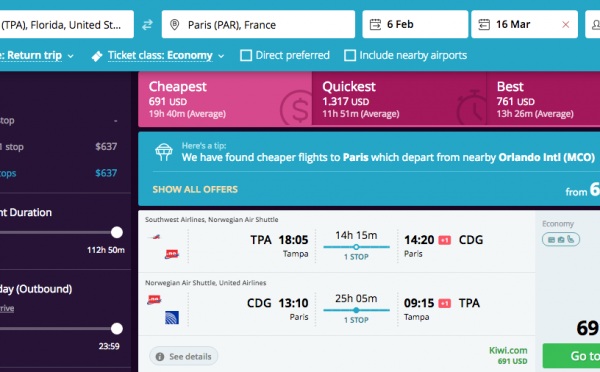 (TPA), Florida, United St...
Paris (PAR), France
6 Feb
16 Mar
: Return trip
Ticket class: Economy
Direct preferred
Include nearby airports
Cheapest
691 USD
19h 40m (Average)
Quickest
1.317 USD
11h 51m (Average)
Best
761 USD
13h 26m (Average)
stop -
1 stop $637
tops $637
nt Duration
112h 50m
day (Outbound)
rrive
23:59
Here's a tip:
We have found cheaper flights to Paris which depart from nearby Orlando Intl (MCO)
SHOW ALL OFFERS
from 6
Southwest Airlines, Norwegian Air Shuttle
TPA 18:05
Tampa
14h 15m
1 STOP
14:20 +1 CDG
Paris
Norwegian Air Shuttle, United Airlines
CDG 13:10
Paris
25h 05m
1 STOP
09:15 +1 TPA
Tampa
See details
Kiwi.com
691 USD
Economy
69
Go to